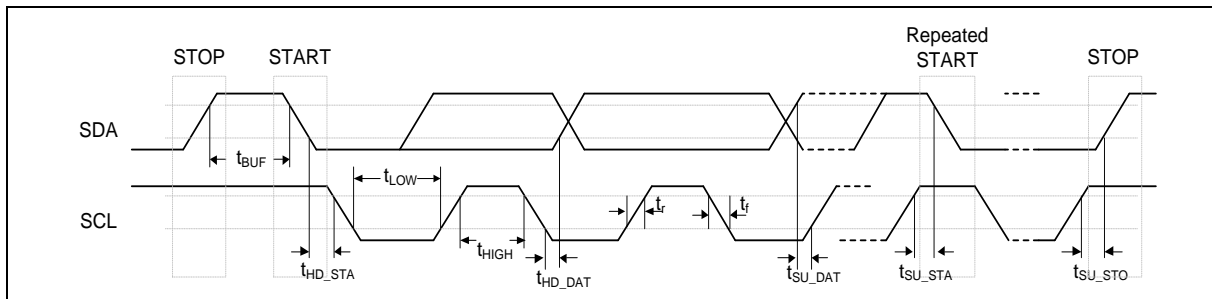 STOP
START
Repeated
START
STOP
SDA
tBUF
tLOW
SCL
tr
tf
tHIGH
tHD_STA
tHD_DAT
tSU_DAT
tSU_STA
tSU_STO